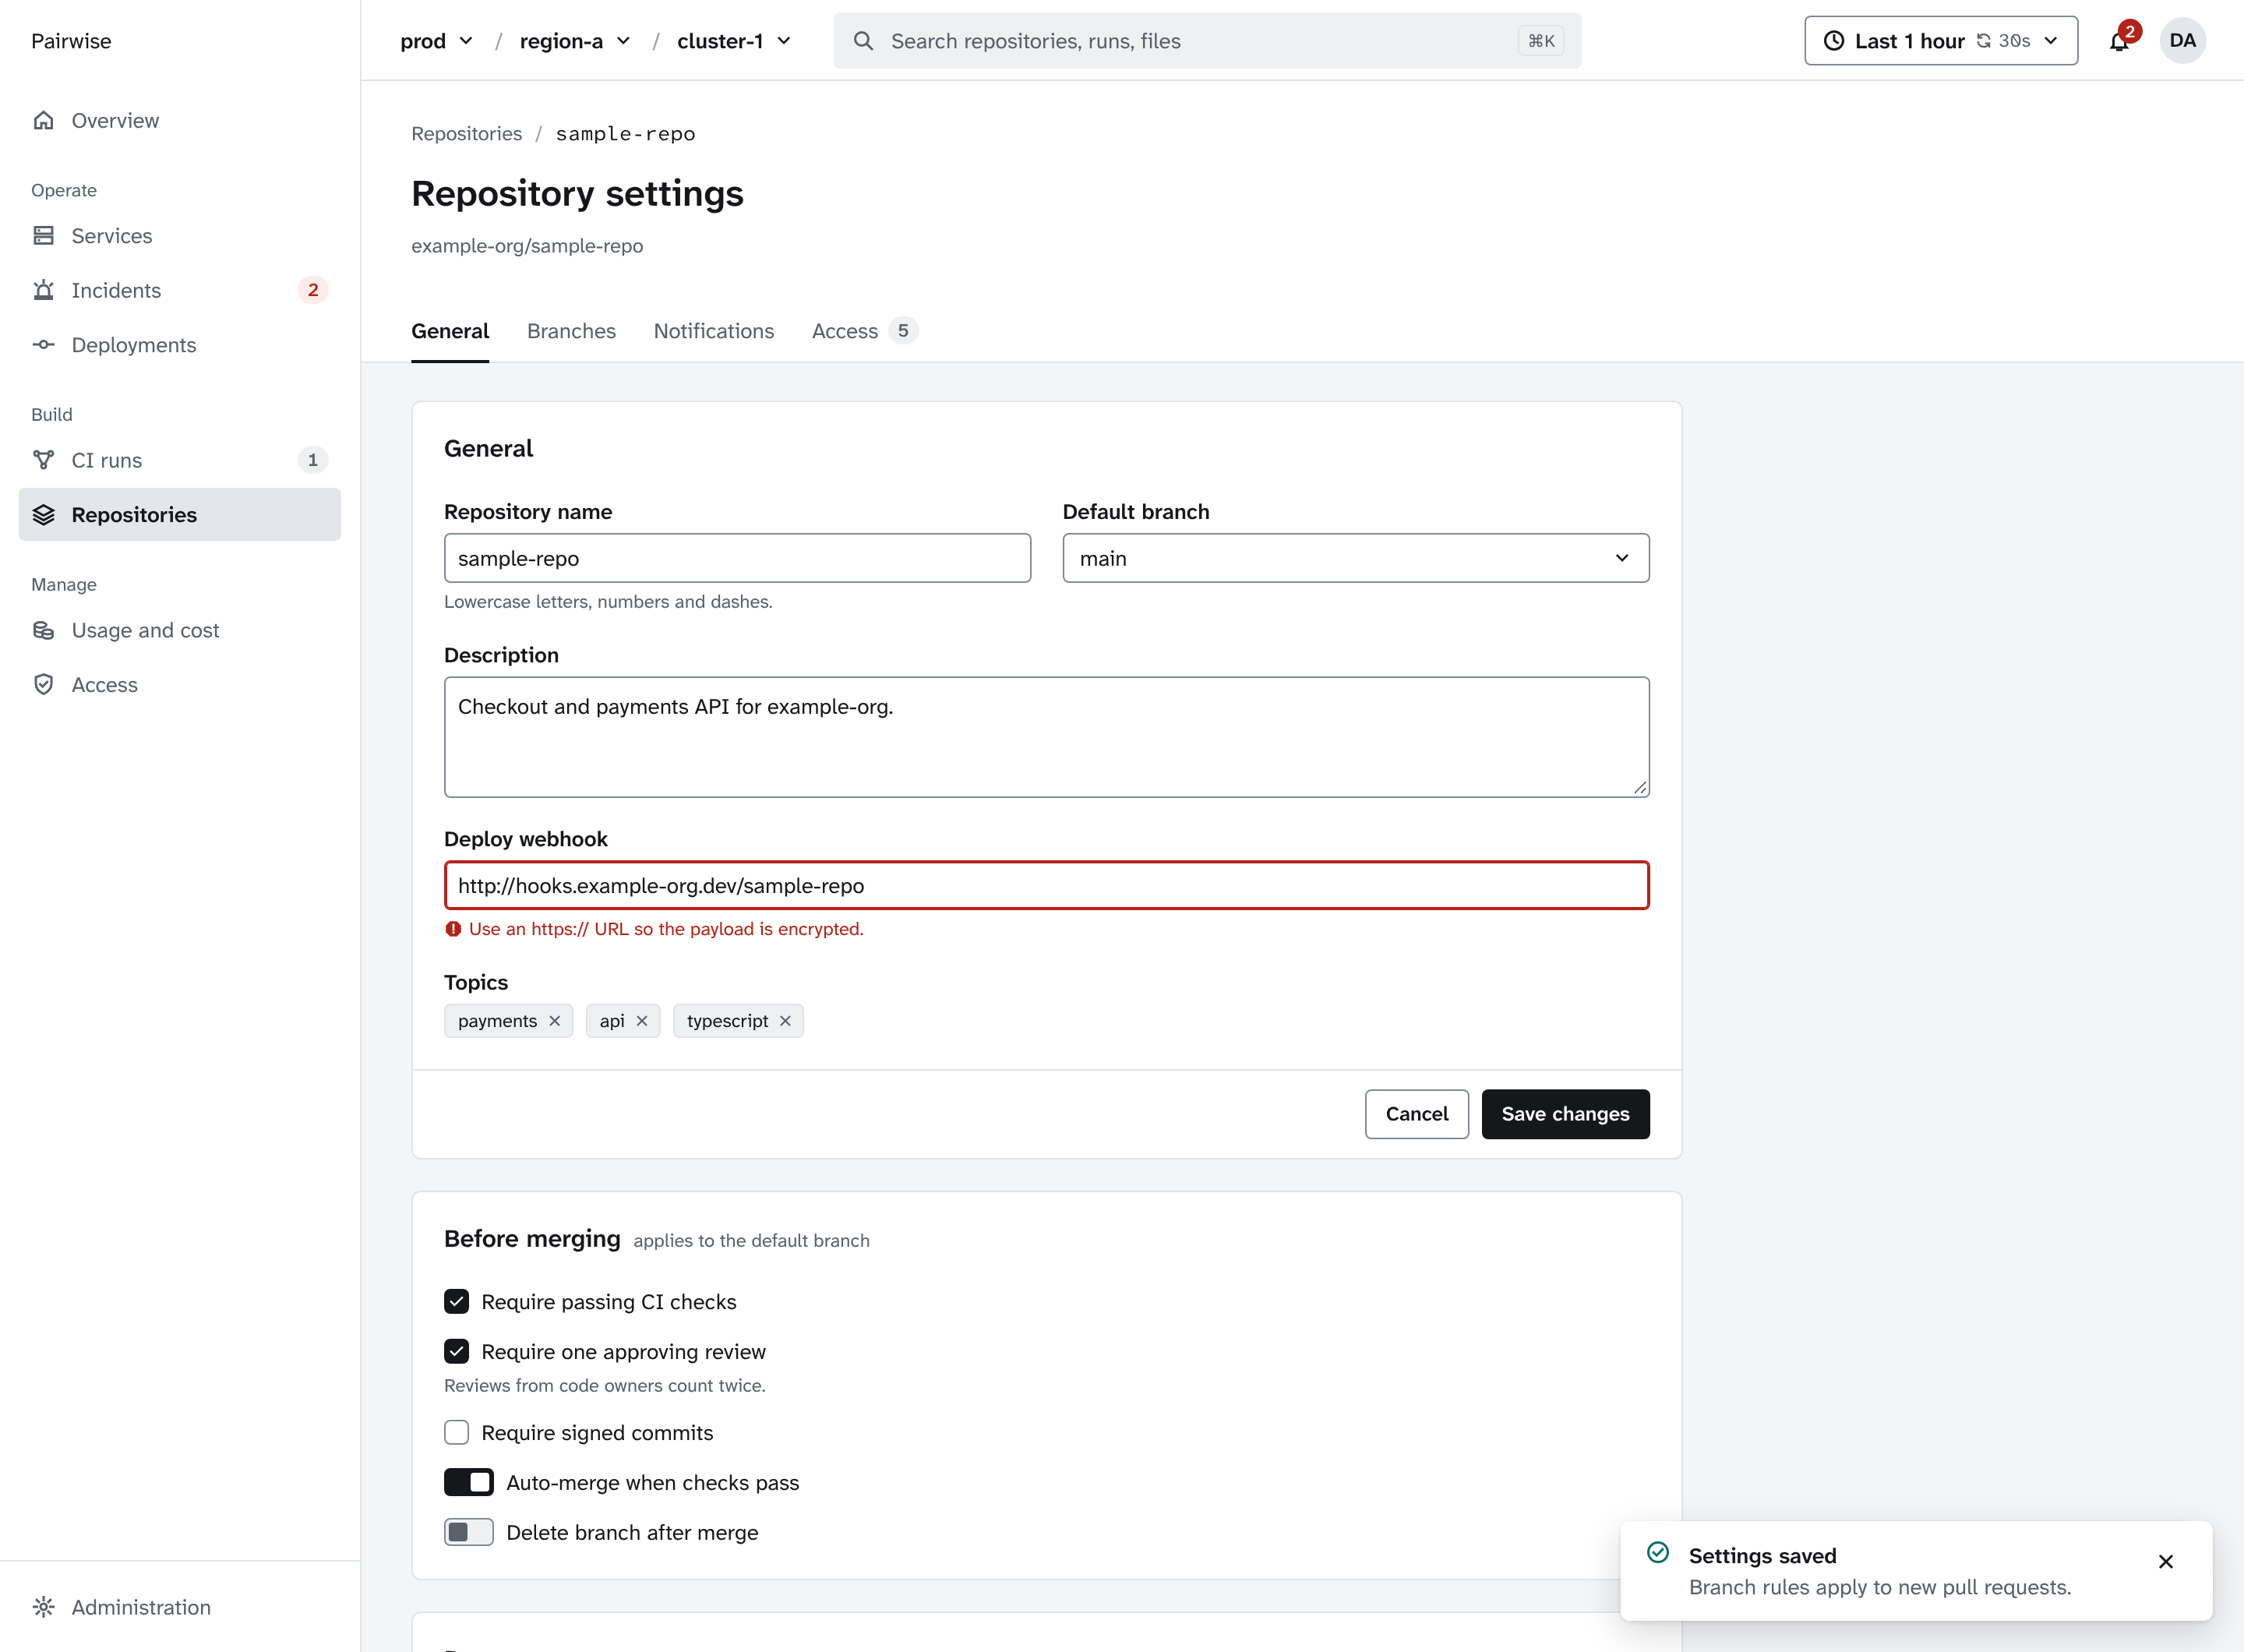 Pairwise
prod / region-a / cluster-1
Search repositories, runs, files ⌘K
Last 1 hour 30s
2
DA
Overview
Operate
Services
Incidents 2
Deployments
Build
CI runs 1
Repositories
Manage
Usage and cost
Access
Administration
Repositories / sample-repo
Repository settings
example-org/sample-repo
General Branches Notifications Access 5
General
Repository name
sample-repo
Lowercase letters, numbers and dashes.
Default branch
main
Description
Checkout and payments API for example-org.
Deploy webhook
http://hooks.example-org.dev/sample-repo
Use an https:// URL so the payload is encrypted.
Topics
payments api typescript
Cancel Save changes
Before merging applies to the default branch
Require passing CI checks
Require one approving review
Reviews from code owners count twice.
Require signed commits
Auto-merge when checks pass
Delete branch after merge
Settings saved
Branch rules apply to new pull requests.